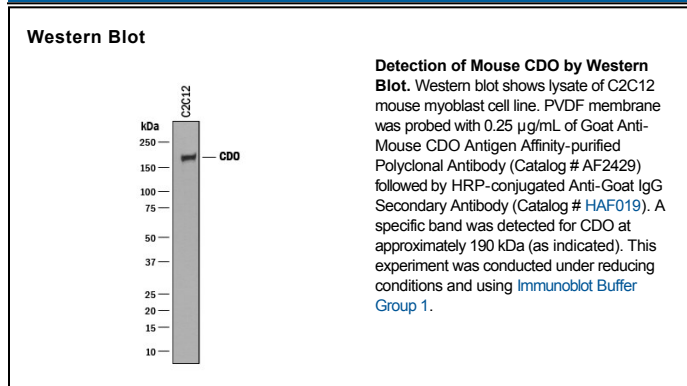 Western Blot
C2C12
kDa
250
CDO
150
100
75
50
37
25
20
15
10
Detection of Mouse CDO by Western
Blot. Western blot shows lysate of C2C12
mouse myoblast cell line. PVDF membrane
was probed with 0.25 µg/mL of Goat Anti-
Mouse CDO Antigen Affinity-purified
Polyclonal Antibody (Catalog # AF2429)
followed by HRP-conjugated Anti-Goat IgG
Secondary Antibody (Catalog # HAF019). A
specific band was detected for CDO at
approximately 190 kDa (as indicated). This
experiment was conducted under reducing
conditions and using Immunoblot Buffer
Group 1.